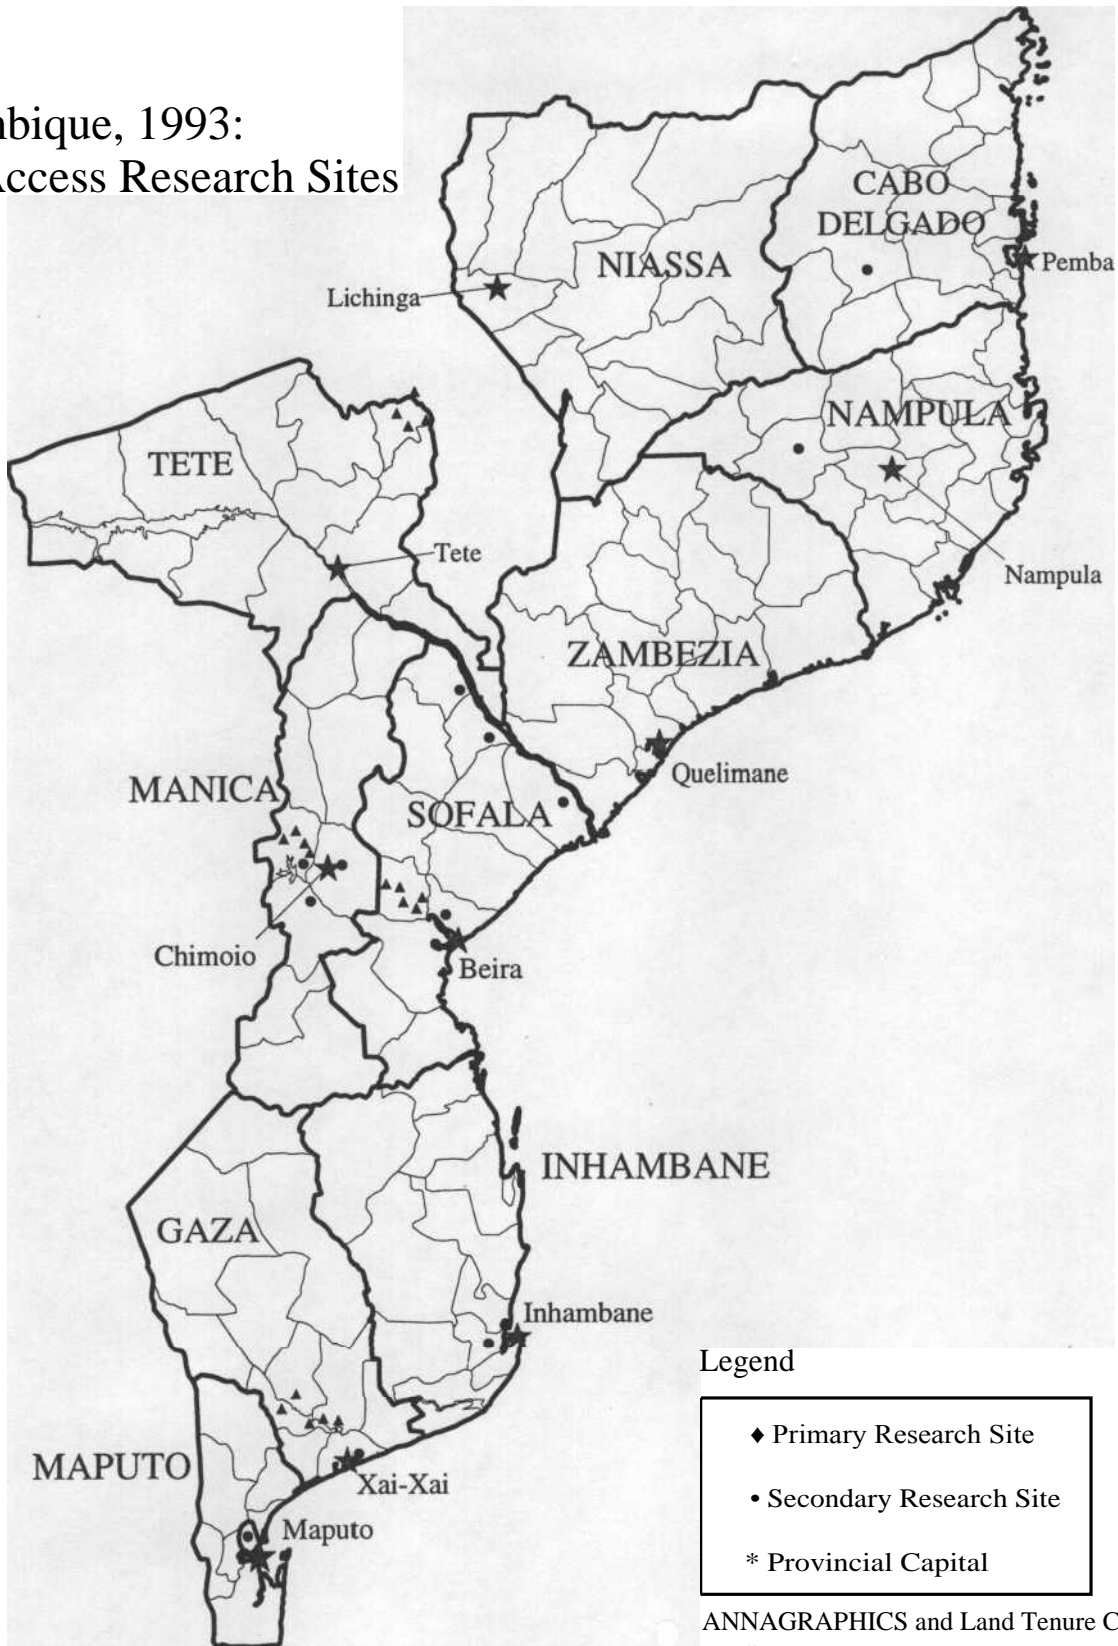 nbique, 1993:
Access Research Sites
CABO
DELGADO
NIASSA
Pemba
Lichinga
NAMPULA
TETE
Tete
Nampula
ZAMBEZIA
Quelimane
MANICA
SOFALA
Chimoio
Beira
INHAMBANE
GAZA
Inhambane
Legend
♦ Primary Research Site
• Secondary Research Site
* Provincial Capital
MAPUTO
Xai-Xai
Maputo
ANNAGRAPHICS and Land Tenure C